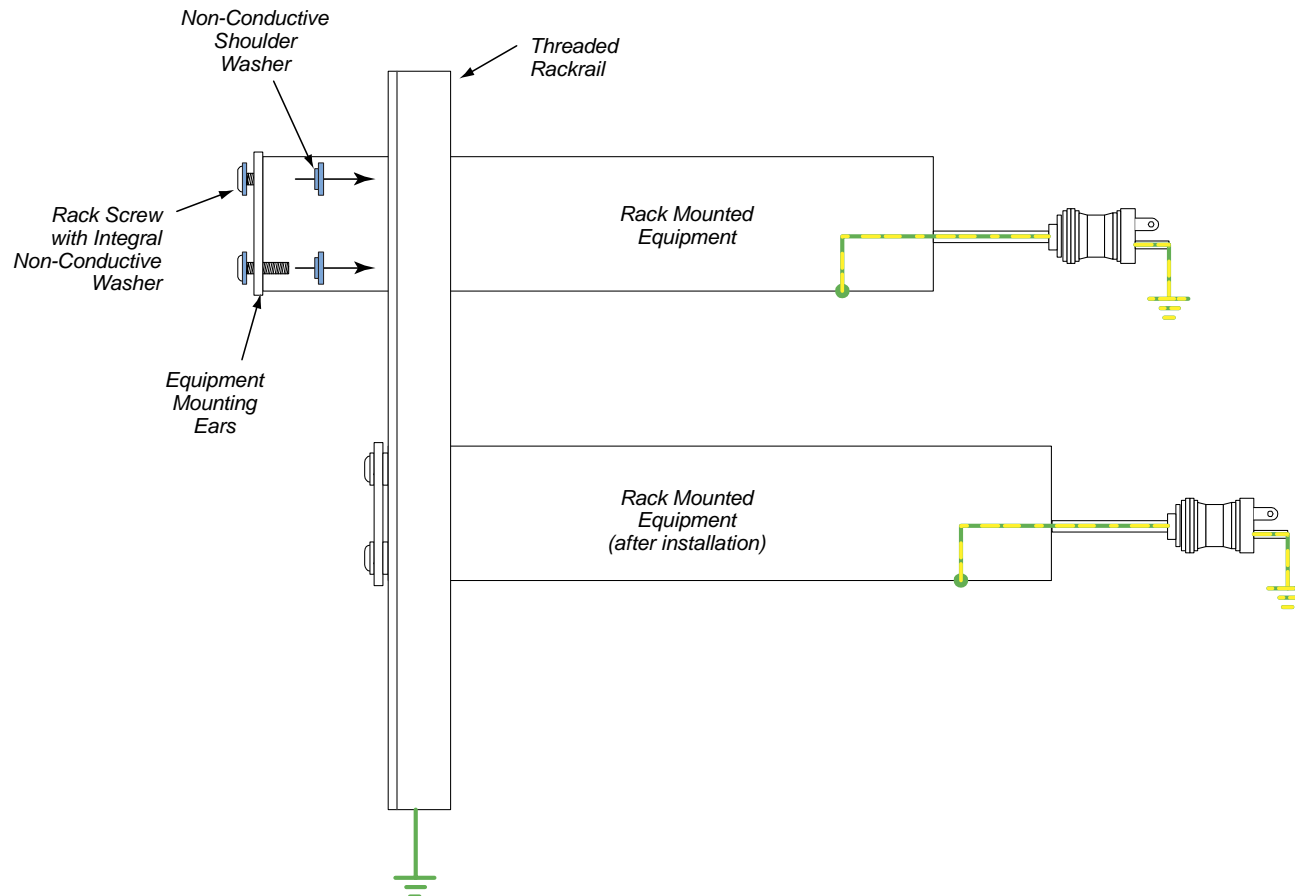 Non-Conductive
Shoulder
Washer
Threaded
Rackrail
Rack Screw
with Integral
Non-Conductive
Washer
Rack Mounted
Equipment
Equipment
Mounting
Ears
Rack Mounted
Equipment
(after installation)